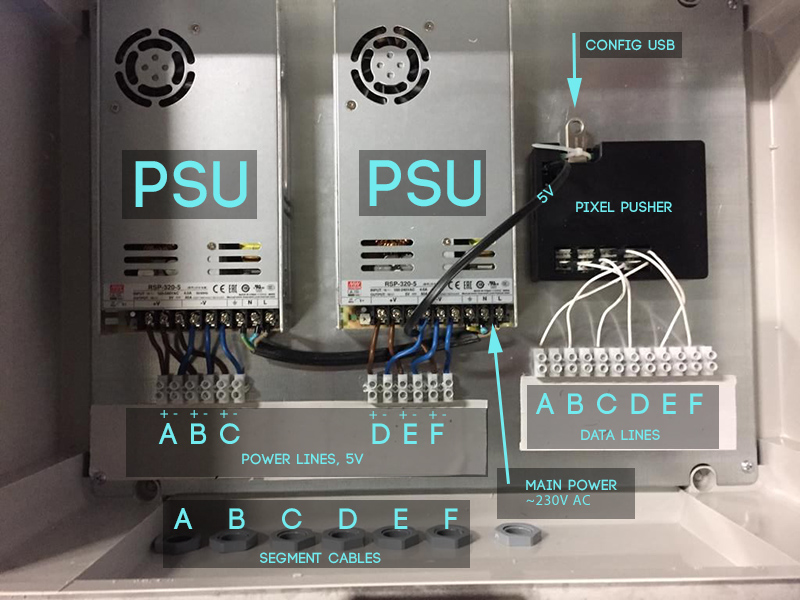 CONFIG USB
PSU
PSU
5V
PIXEL PUSHER
RSP-320-5
RSP-320-5
+V
+V
N L
N L
+- +- +-
A B C
+- +- +-
D E F
POWER LINES, 5V
A B C D E F
DATA LINES
MAIN POWER
~230V AC
A B C D E F
SEGMENT CABLES